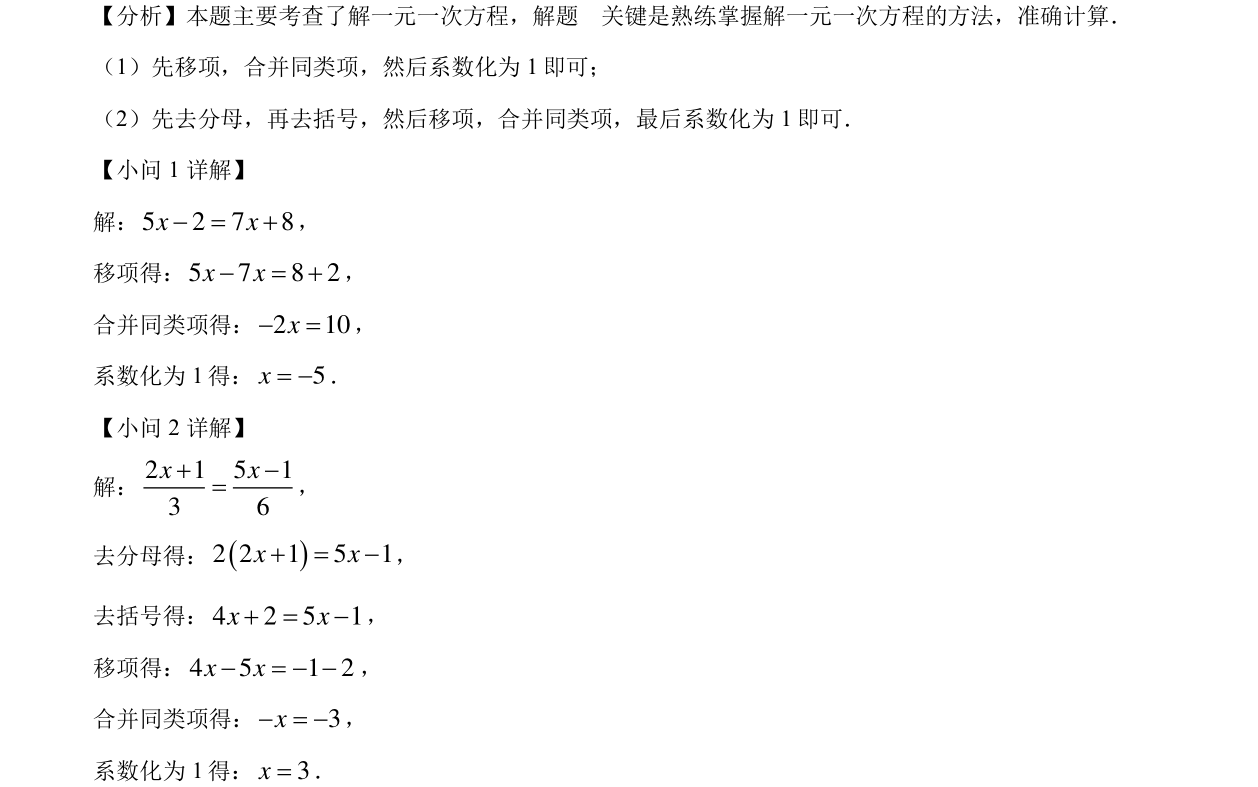 【分析】本题主要考查了解一元一次方程，解题 关键是熟练掌握解一元一次方程的方法，准确计算．
（1）先移项，合并同类项，然后系数化为 1 即可；
（2）先去分母，再去括号，然后移项，合并同类项，最后系数化为 1 即可．
【小问 1 详解】
解：5x−2=7x+8，
移项得：5x−7x=8+2，
合并同类项得：−2x=10，
系数化为 1 得：x=−5．
【小问 2 详解】
解：(2x+1)/3=(5x−1)/6，
去分母得：2(2x+1)=5x−1，
去括号得：4x+2=5x−1，
移项得：4x−5x=−1−2，
合并同类项得：−x=−3，
系数化为 1 得：x=3．